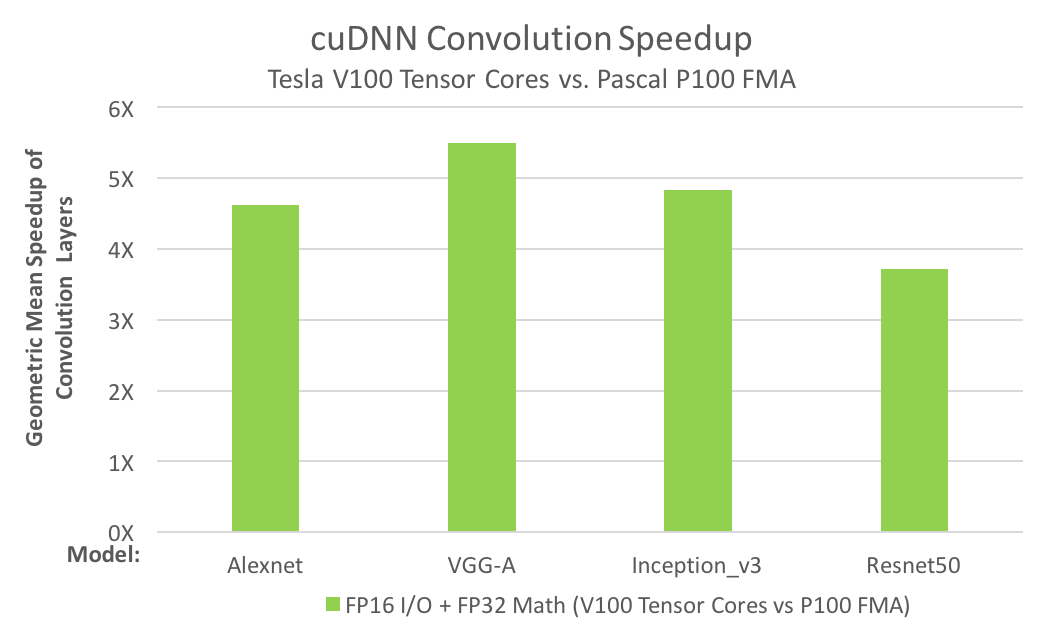 cuDNN Convolution Speedup
Tesla V100 Tensor Cores vs. Pascal P100 FMA
Geometric Mean Speedup of
Convolution Layers
6X
5X
4X
3X
2X
1X
0X
Model:
Alexnet
VGG-A
Inception_v3
Resnet50
FP16 I/O + FP32 Math (V100 Tensor Cores vs P100 FMA)